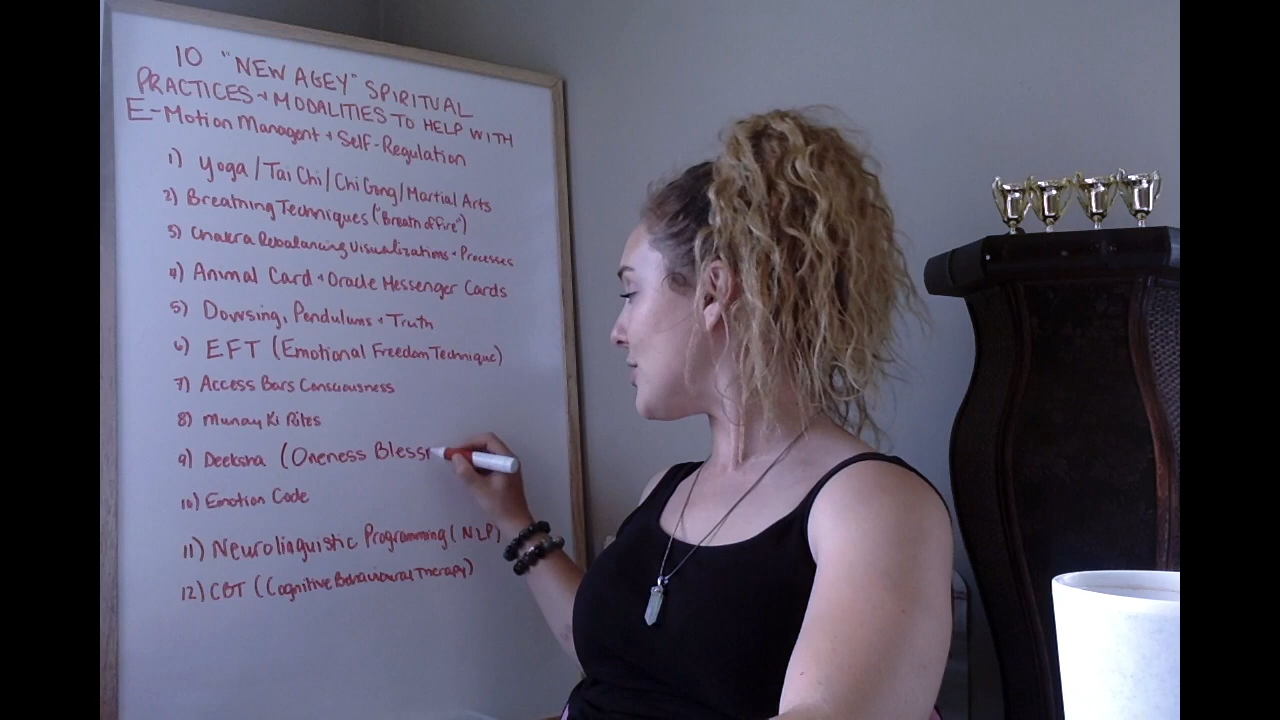 10 "NEW AGEY" SPIRITUAL
PRACTICES + MODALITIES TO HELP WITH
E-Motion Managent + Self-Regulation
1) Yoga / Tai Chi / Chi Gong / Martial Arts
2) Breathing Techniques ("Breath of Fire")
3) Chakra Rebalancing Visualizations + Processes
4) Animal Card + Oracle Messenger Cards
5) Dowsing, Pendulums + Truth
6) EFT (Emotional Freedom Technique)
7) Access Bars Consciousness
8) Munay Ki Rites
9) Deeksha (Oneness Bless
10) Emotion Code
11) Neurolinguistic Programming (NLP)
12) CBT (Cognitive Behavioural Therapy)